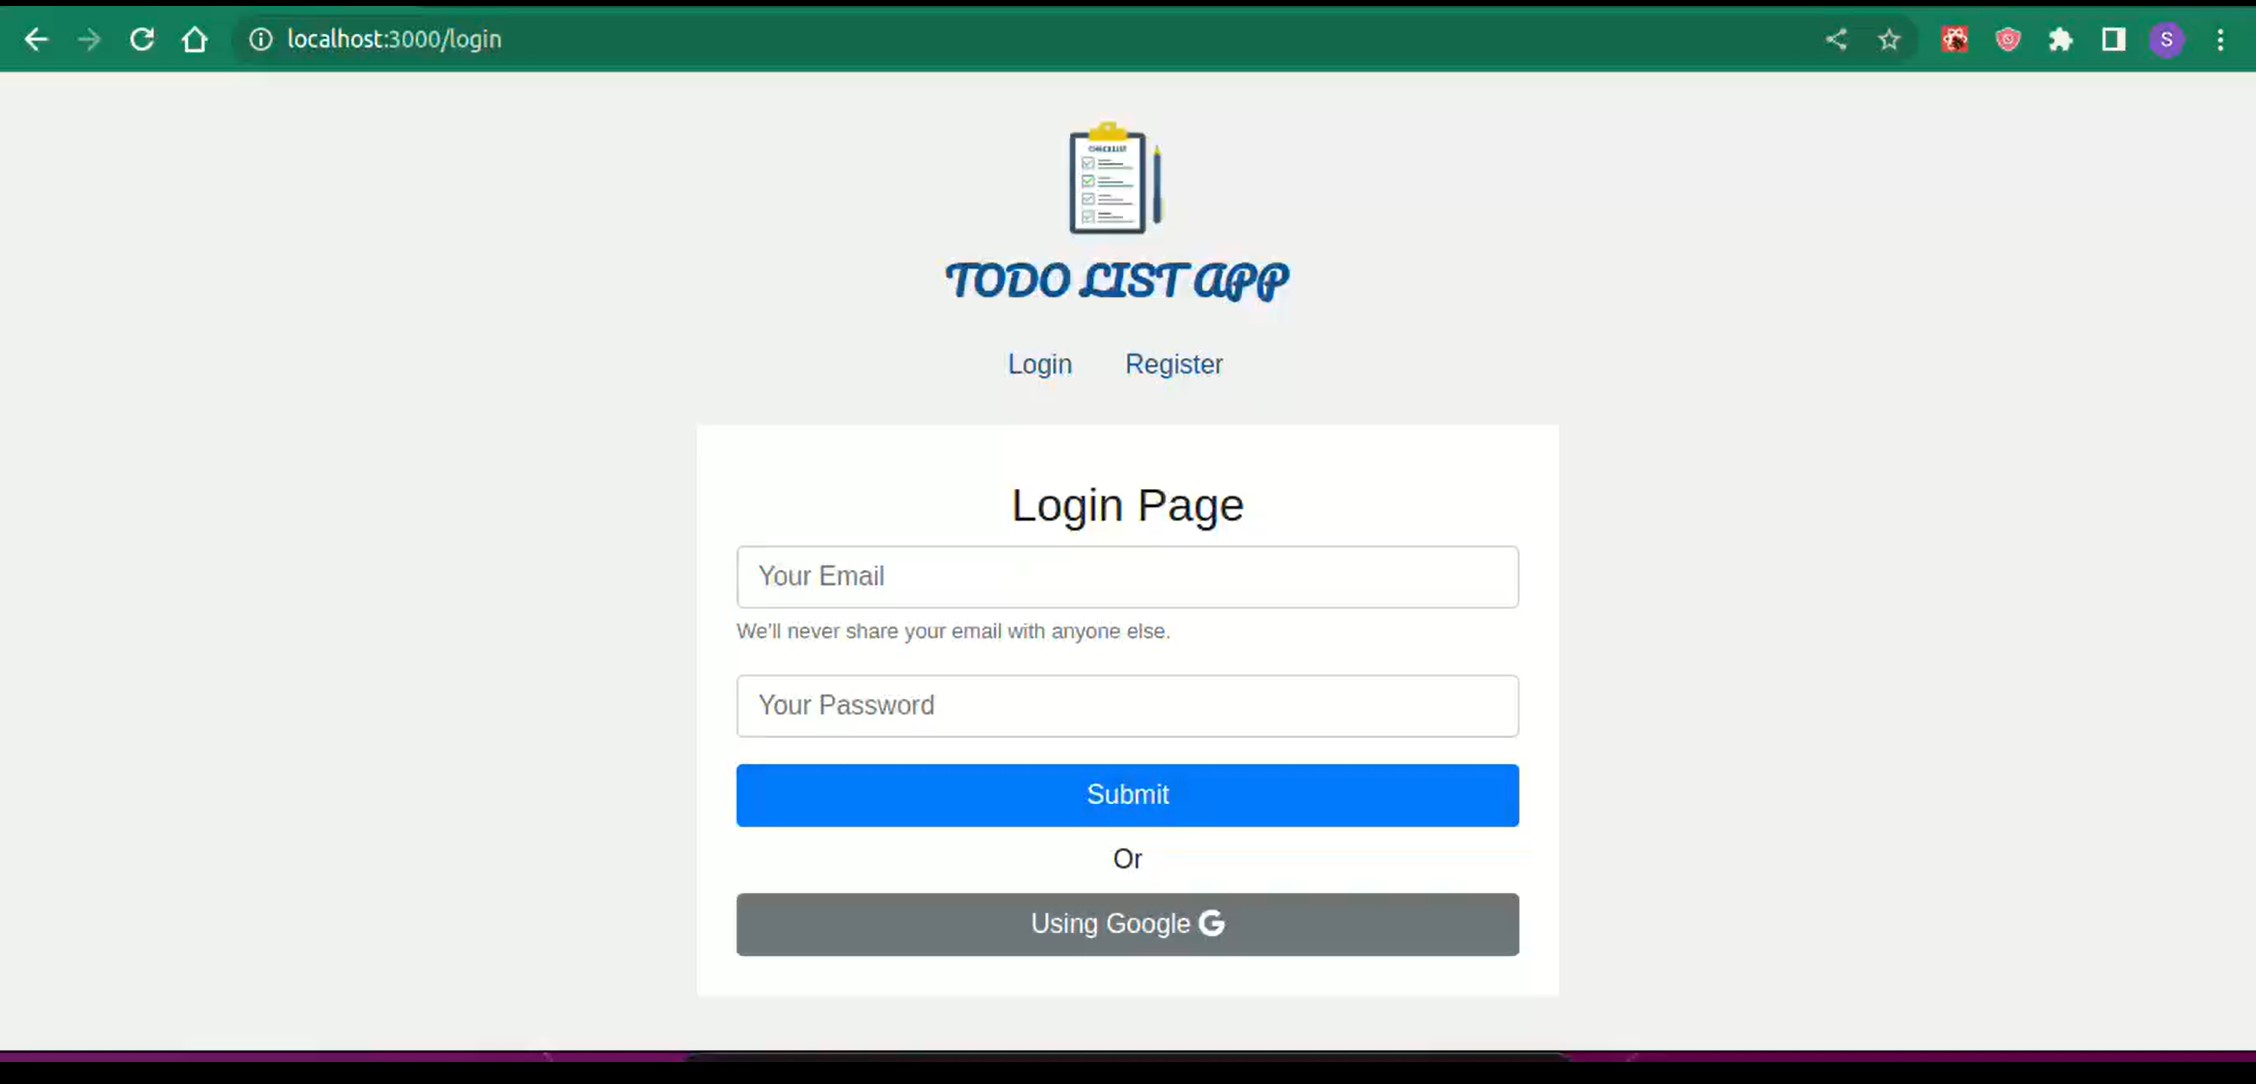 localhost:3000/login
S
CHECKLIST
TODO LIST APP
Login Register
Login Page
Your Email
We'll never share your email with anyone else.
Your Password
Submit
Or
Using Google G